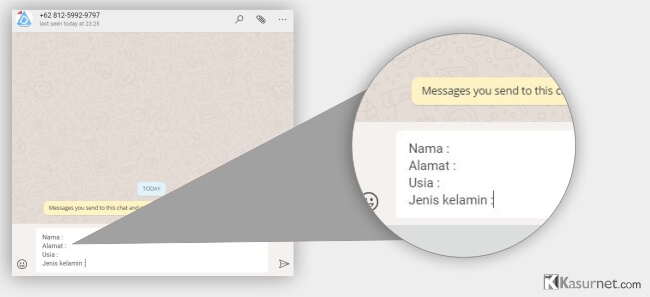 +62 812-5992-9797
last seen today at 23:25
TODAY
Messages you send to this chat and
Nama :
Alamat :
Usia :
Jenis kelamin :
Messages you send to this c
Nama :
Alamat :
Usia :
Jenis kelamin :
Kasurnet.com